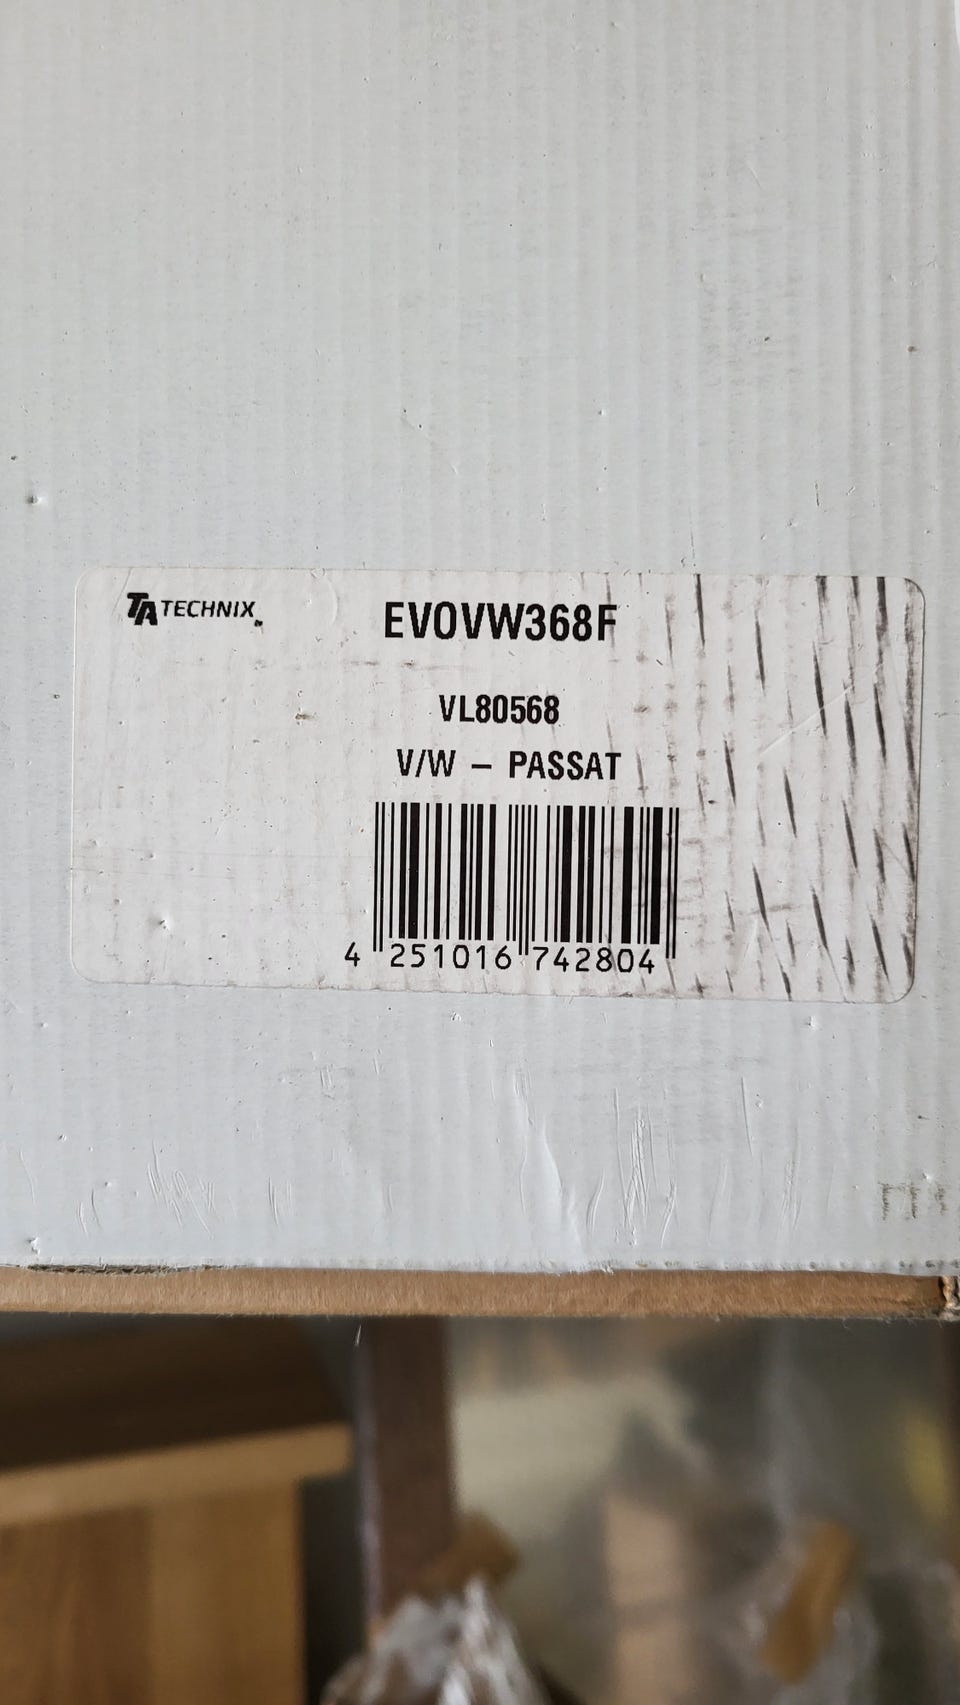 TA TECHNIX
EVOVW368F
VL80568
V/W – PASSAT
4 251016 742804